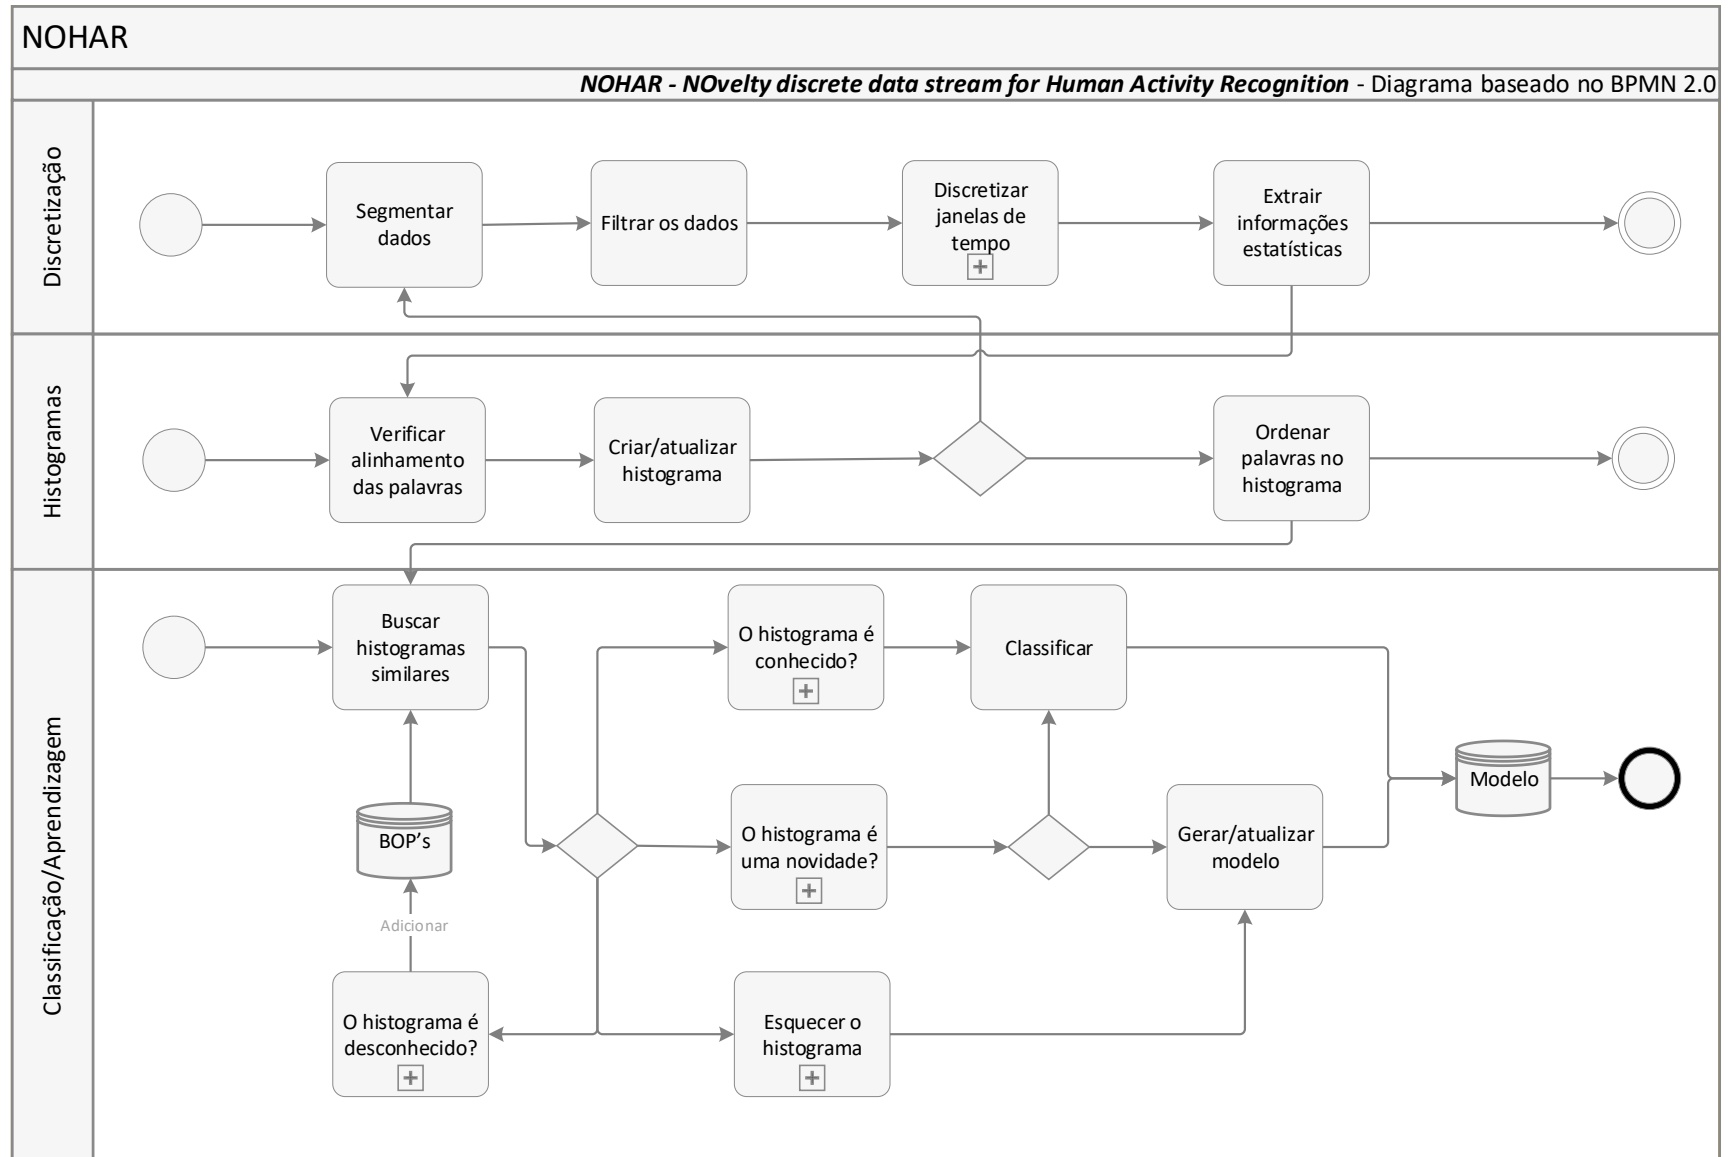 NOHAR
NOHAR - NOvelty discrete data stream for Human Activity Recognition - Diagrama baseado no BPMN 2.0
Discretização
Segmentar
dados
Filtrar os dados
Discretizar
janelas de
tempo
Extrair
informações
estatísticas
Histogramas
Verificar
alinhamento
das palavras
Criar/atualizar
histograma
Ordenar
palavras no
histograma
Classificação/Aprendizagem
Buscar
histogramas
similares
O histograma é
conhecido?
Classificar
BOP's
O histograma é
uma novidade?
Gerar/atualizar
modelo
Modelo
Adicionar
O histograma é
desconhecido?
Esquecer o
histograma